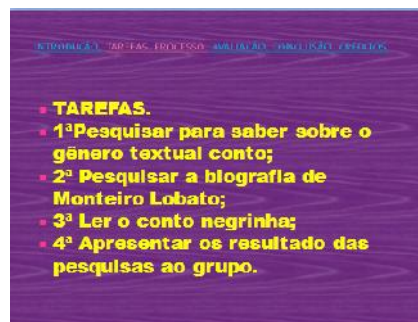 INTRODUÇÃO TAREFAS PROCESSO AVALIAÇÃO CONCLUSÃO CRÉDITOS
TAREFAS.
1ªPesquisar para saber sobre o
gênero textual conto;
2ª Pesquisar a biografia de
Monteiro Lobato;
3ª Ler o conto negrinha;
4ª Apresentar os resultado das
pesquisas ao grupo.